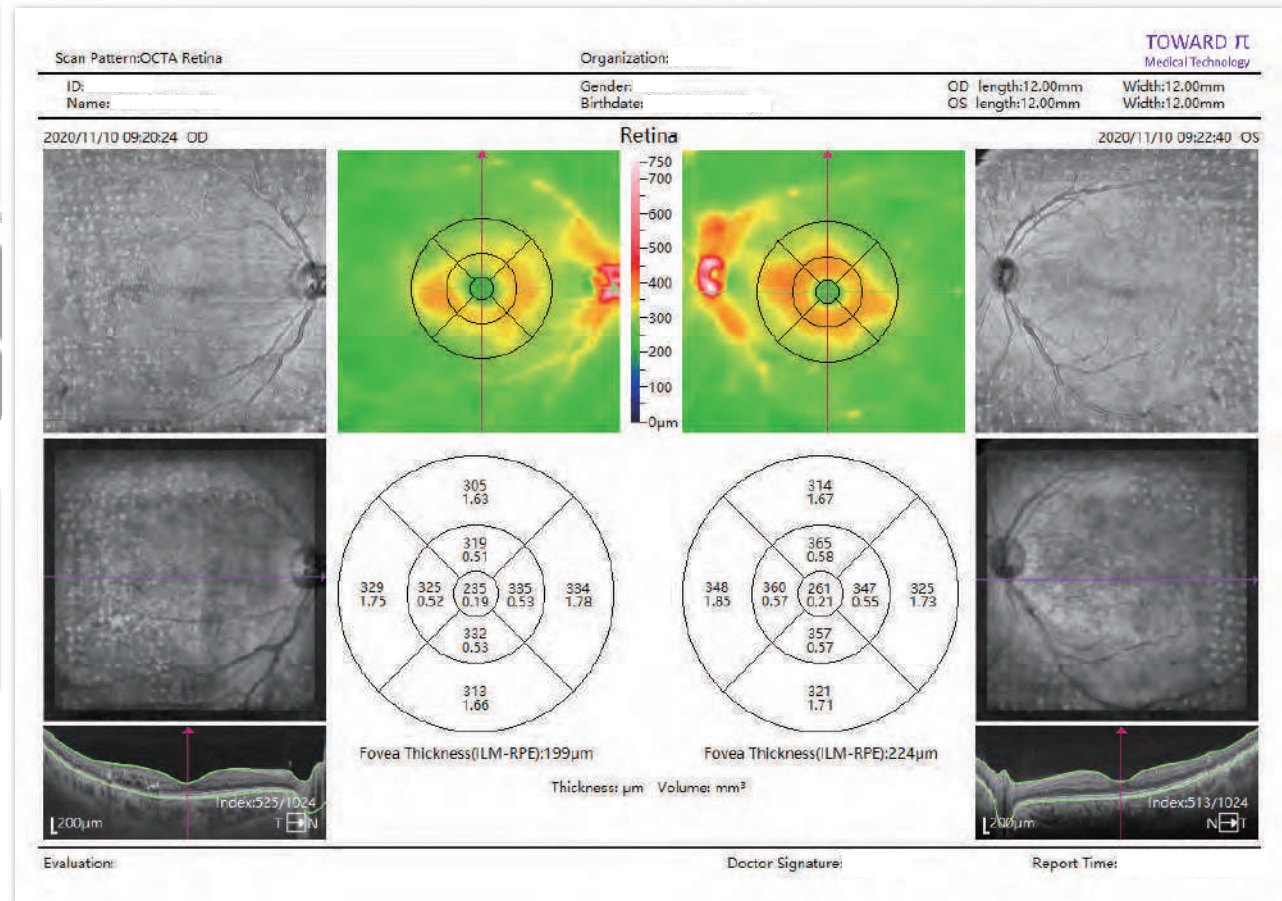 TOWARD π
Medical Technology
Scan Pattern:OCTA Retina
Organization:
ID:
Name:
Gender:
Birthdate:
OD length:12.00mm Width:12.00mm
OS length:12.00mm Width:12.00mm
2020/11/10 09:20:24 OD
Retina
2020/11/10 09:22:40 OS
750
700
600
500
400
300
200
100
0μm
305
1.63
319
0.51
329
1.75
325
0.52
235
0.19
335
0.53
334
1.78
332
0.53
313
1.66
Fovea Thickness(ILM-RPE):199μm
314
1.67
365
0.58
348
1.85
360
0.57
261
0.21
347
0.55
325
1.73
357
0.57
321
1.71
Fovea Thickness(ILM-RPE):224μm
Thickness: μm Volume: mm³
Index:525/1024
200μm
T N
Index:513/1024
200μm
N T
Evaluation:
Doctor Signature:
Report Time: